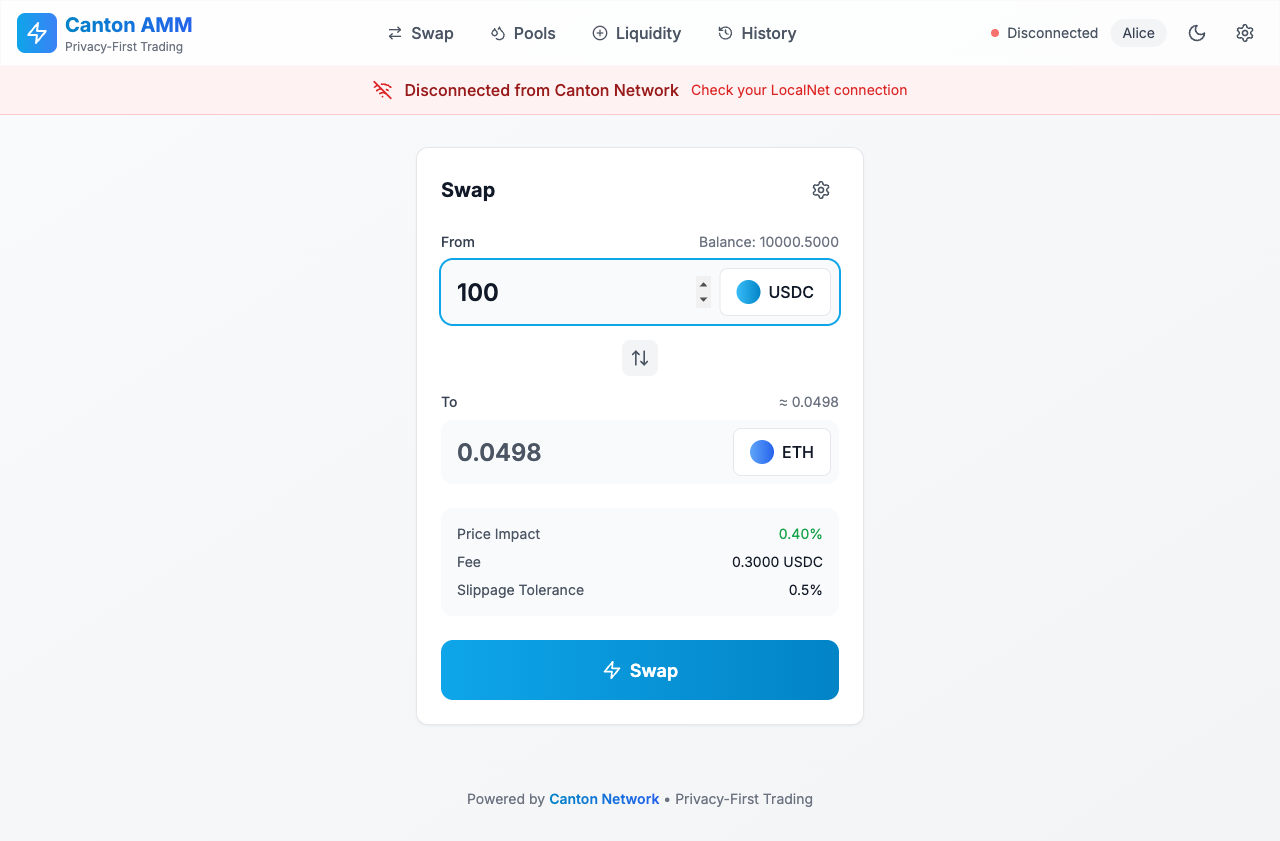 Canton AMM
Privacy-First Trading
Swap
Pools
Liquidity
History
Disconnected
Alice
Disconnected from Canton Network Check your LocalNet connection
Swap
From
Balance: 10000.5000
100
USDC
To
≈ 0.0498
0.0498
ETH
Price Impact
0.40%
Fee
0.3000 USDC
Slippage Tolerance
0.5%
Swap
Powered by Canton Network • Privacy-First Trading